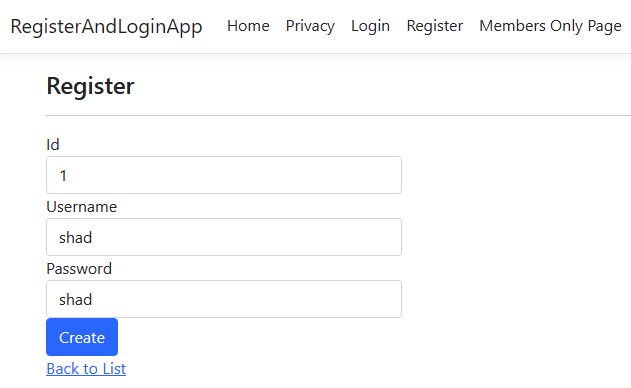 RegisterAndLoginApp Home Privacy Login Register Members Only Page
Register
Id
1
Username
shad
Password
shad
Create
Back to List